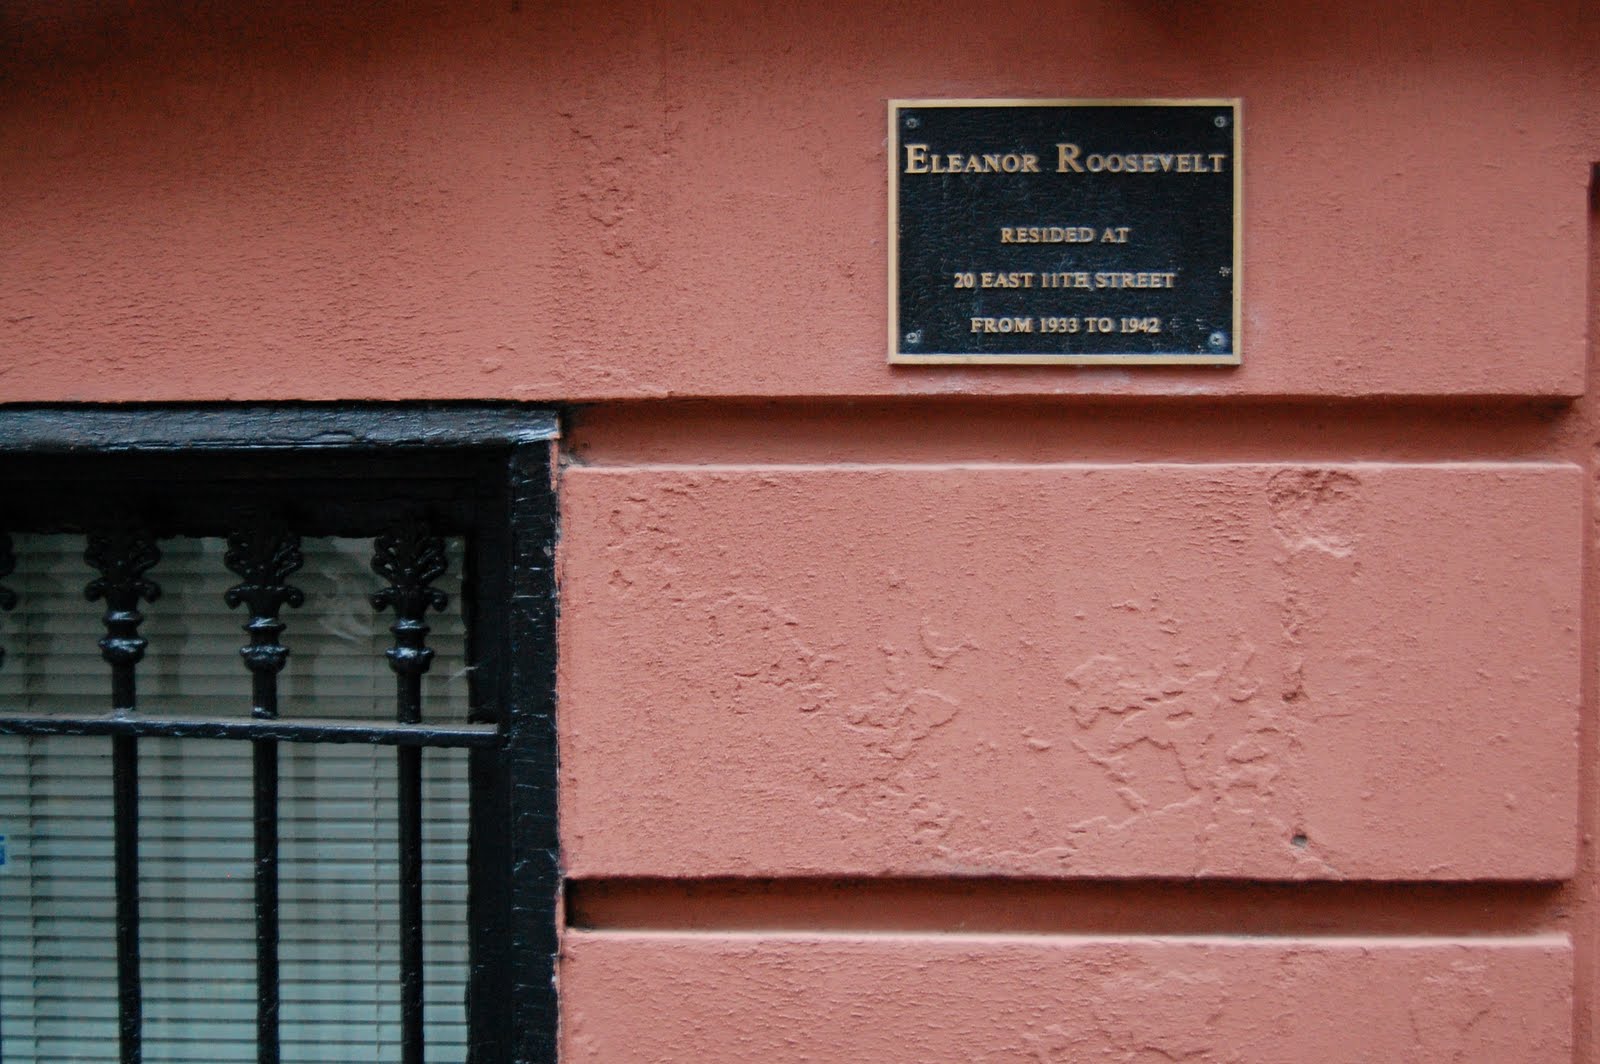 ELEANOR ROOSEVELT
RESIDED AT
20 EAST 11TH STREET
FROM 1933 TO 1942